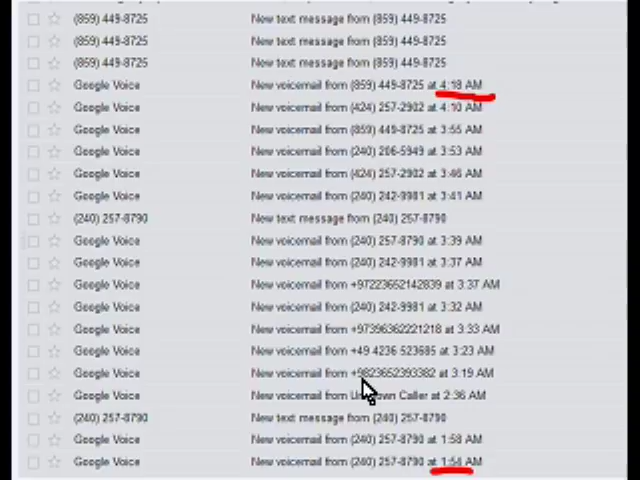 (859) 449-8725 New text message from (859) 449-8725
(859) 449-8725 New text message from (859) 449-8725
(859) 449-8725 New text message from (859) 449-8725
Google Voice New voicemail from (859) 449-8725 at 4:18 AM
Google Voice New voicemail from (424) 257-2902 at 4:10 AM
Google Voice New voicemail from (859) 449-8725 at 3:55 AM
Google Voice New voicemail from (240) 206-5949 at 3:53 AM
Google Voice New voicemail from (424) 257-2902 at 3:46 AM
Google Voice New voicemail from (240) 242-9981 at 3:41 AM
(240) 257-8790 New text message from (240) 257-8790
Google Voice New voicemail from (240) 257-8790 at 3:39 AM
Google Voice New voicemail from (240) 242-9981 at 3:37 AM
Google Voice New voicemail from +97223652142839 at 3:37 AM
Google Voice New voicemail from (240) 242-9981 at 3:32 AM
Google Voice New voicemail from +97396362221218 at 3:33 AM
Google Voice New voicemail from +49 4236 523685 at 3:23 AM
Google Voice New voicemail from +9823652393382 at 3:19 AM
Google Voice New voicemail from Caller at 2:36 AM
(240) 257-8790 New text message from (240) 257-8790
Google Voice New voicemail from (240) 257-8790 at 1:58 AM
Google Voice New voicemail from (240) 257-8790 at 1:54 AM